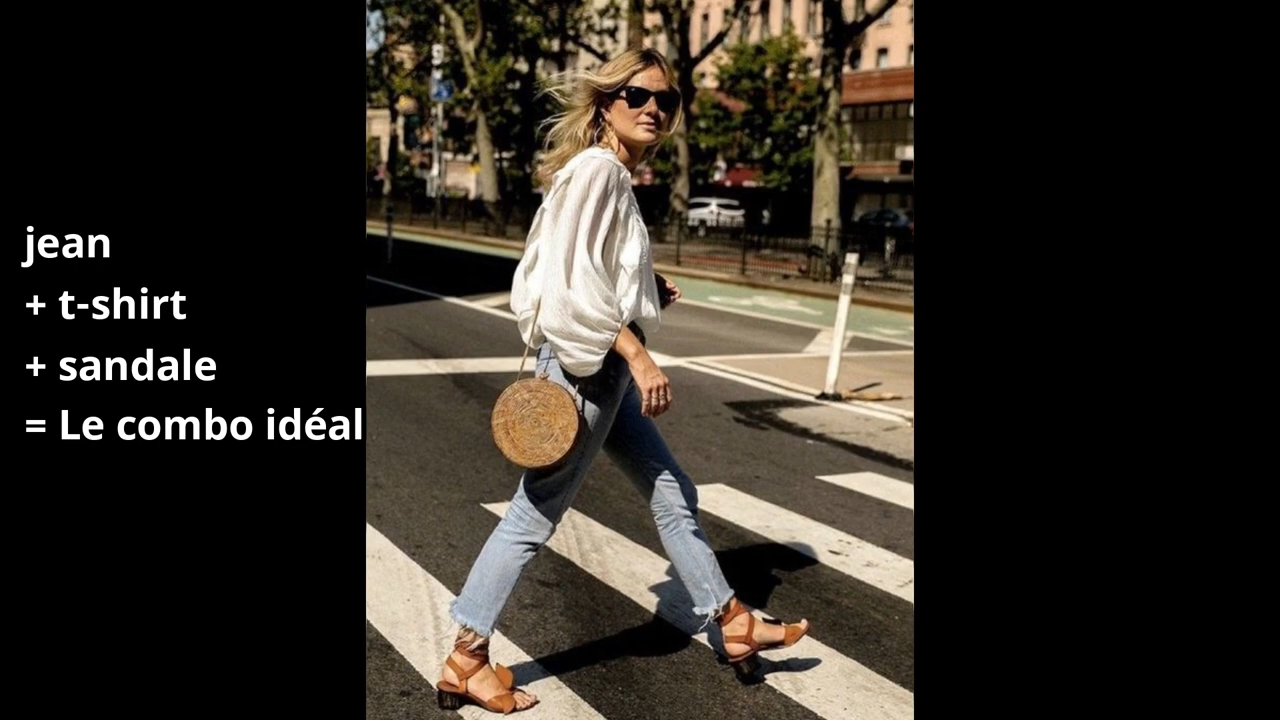 jean
+ t-shirt
+ sandale
= Le combo idéal